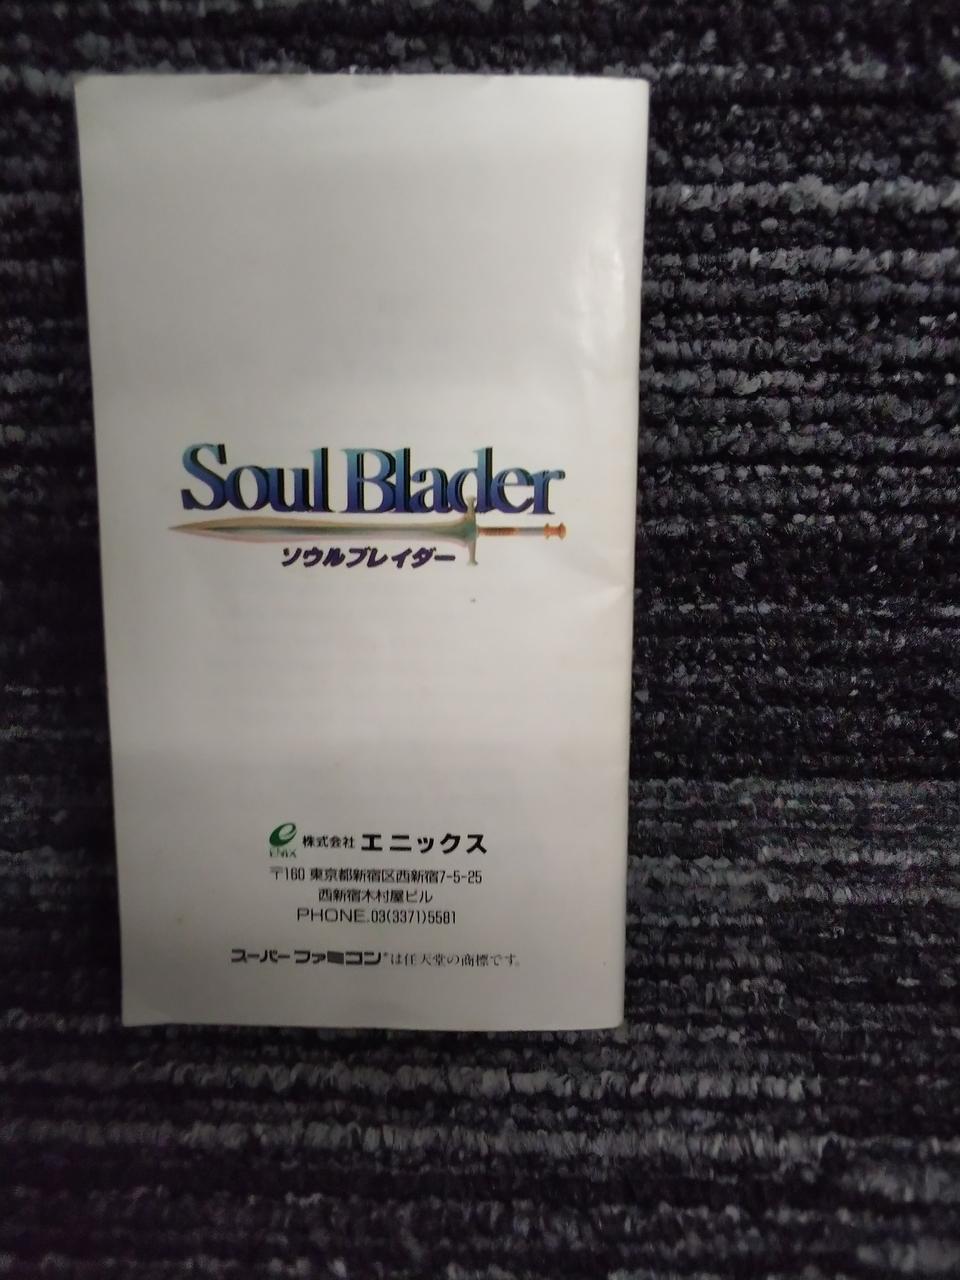 Soul Blader
ソウルブレイダー
ENIX 株式会社 エニックス
〒160 東京都新宿区西新宿7-5-25
西新宿木村屋ビル
PHONE.03(3371)5581
スーパーファミコン®は任天堂の商標です。